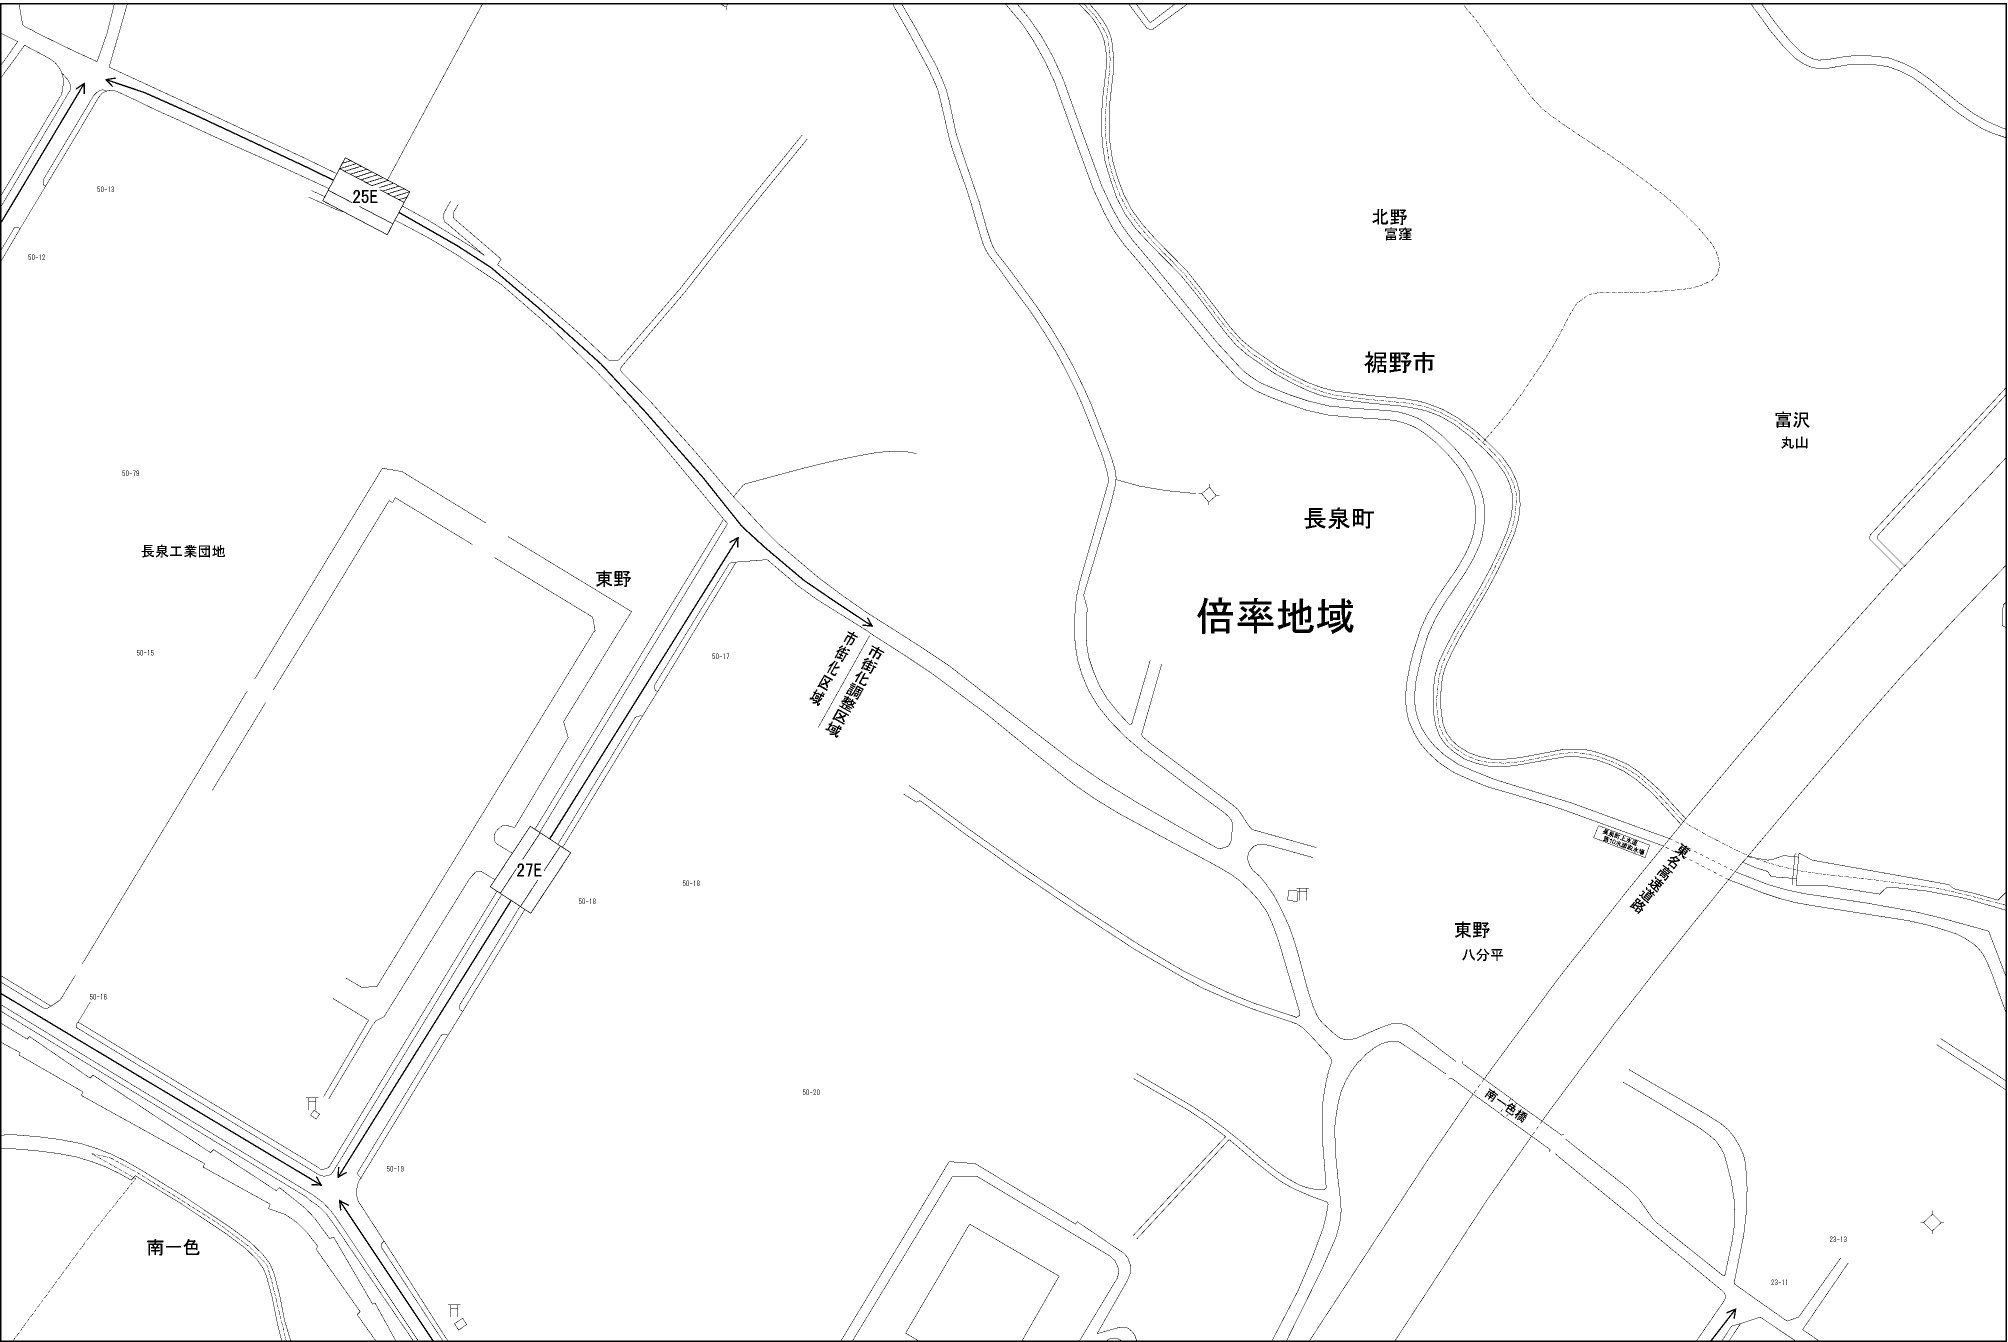 25E
50-13
50-12
北野
富窪
裾野市
富沢
丸山
50-79
長泉工業団地
長泉町
東野
倍率地域
50-15
50-17
市街化区域
市街化調整区域
27E
50-18
50-18
東名高速道路
東野
八分平
50-16
50-20
南一色橋
50-19
南一色
23-13
23-11